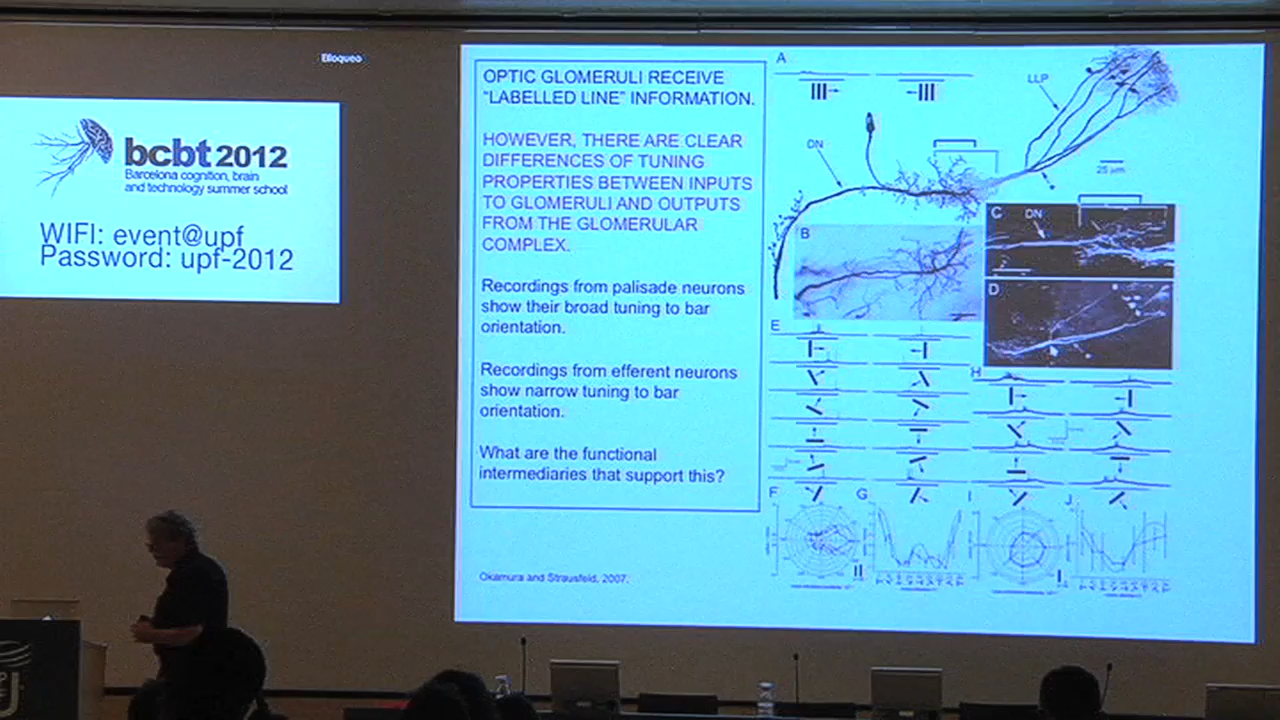 Elloqueo
bcbt 2012
Barcelona cognition, brain
and technology summer school
WIFI: event@upf
Password: upf-2012
OPTIC GLOMERULI RECEIVE
“LABELLED LINE” INFORMATION.
HOWEVER, THERE ARE CLEAR
DIFFERENCES OF TUNING
PROPERTIES BETWEEN INPUTS
TO GLOMERULI AND OUTPUTS
FROM THE GLOMERULAR
COMPLEX.
Recordings from palisade neurons
show their broad tuning to bar
orientation.
Recordings from efferent neurons
show narrow tuning to bar
orientation.
What are the functional
intermediaries that support this?
Okamura and Strausfeld, 2007.
A
LLP
DN
25 µm
B
C
DN
D
E
H
F
G
I
J